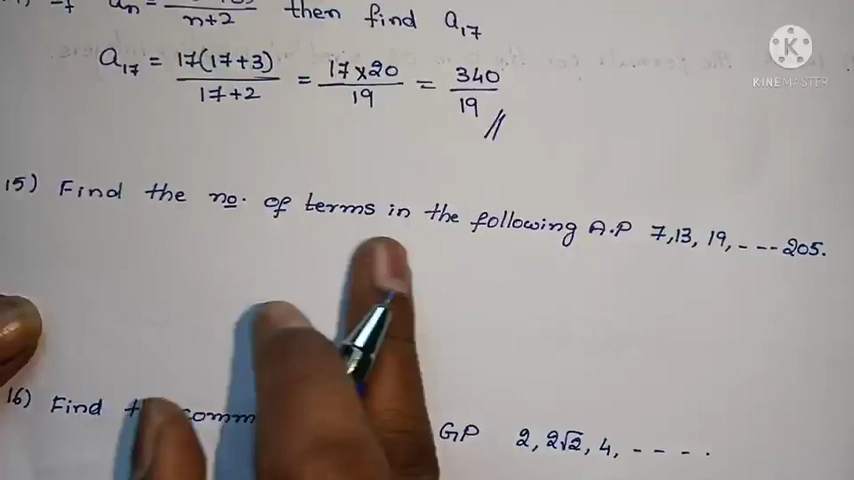 an = n+2 then find a17
a17 = 17(17+3)/17+2 = 17×20/19 = 340/19 //
KINEMASTER
15) Find the no. of terms in the following A.P 7,13, 19, - - -- 205.
16) Find comm GP 2, 2√2, 4, - - - .